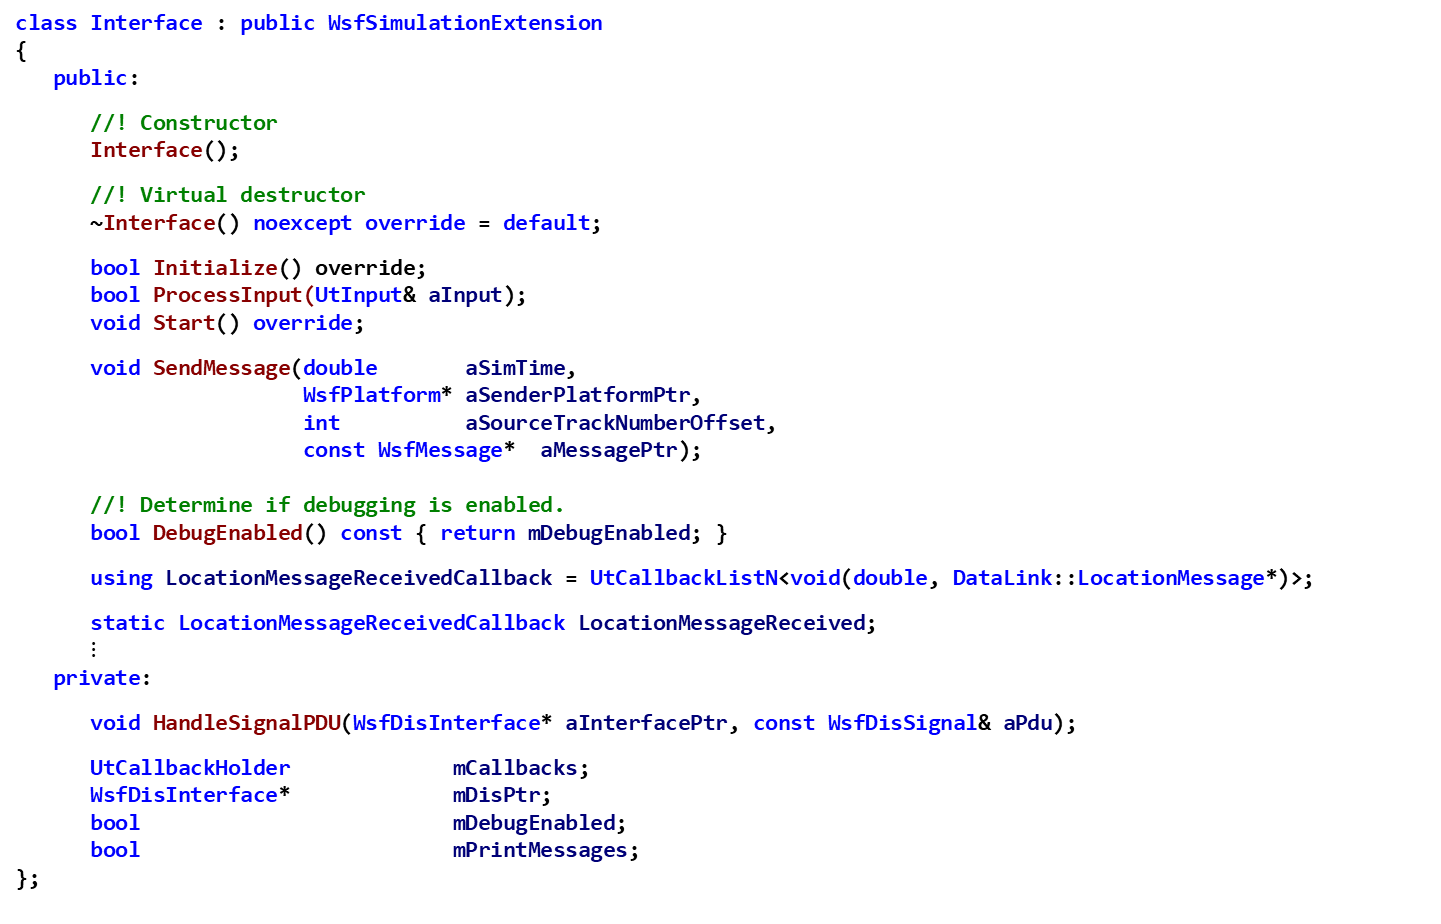 class Interface : public WsfSimulationExtension
{
   public:
      //! Constructor
      Interface();
      //! Virtual destructor
      ~Interface() noexcept override = default;
      bool Initialize() override;
      bool ProcessInput(UtInput& aInput);
      void Start() override;
      void SendMessage(double       aSimTime,
                       WsfPlatform* aSenderPlatformPtr,
                       int          aSourceTrackNumberOffset,
                       const WsfMessage*  aMessagePtr);
      //! Determine if debugging is enabled.
      bool DebugEnabled() const { return mDebugEnabled; }
      using LocationMessageReceivedCallback = UtCallbackListN<void(double, DataLink::LocationMessage*)>;
      static LocationMessageReceivedCallback LocationMessageReceived;
      ⋮
   private:
      void HandleSignalPDU(WsfDisInterface* aInterfacePtr, const WsfDisSignal& aPdu);
      UtCallbackHolder             mCallbacks;
      WsfDisInterface*             mDisPtr;
      bool                         mDebugEnabled;
      bool                         mPrintMessages;
};